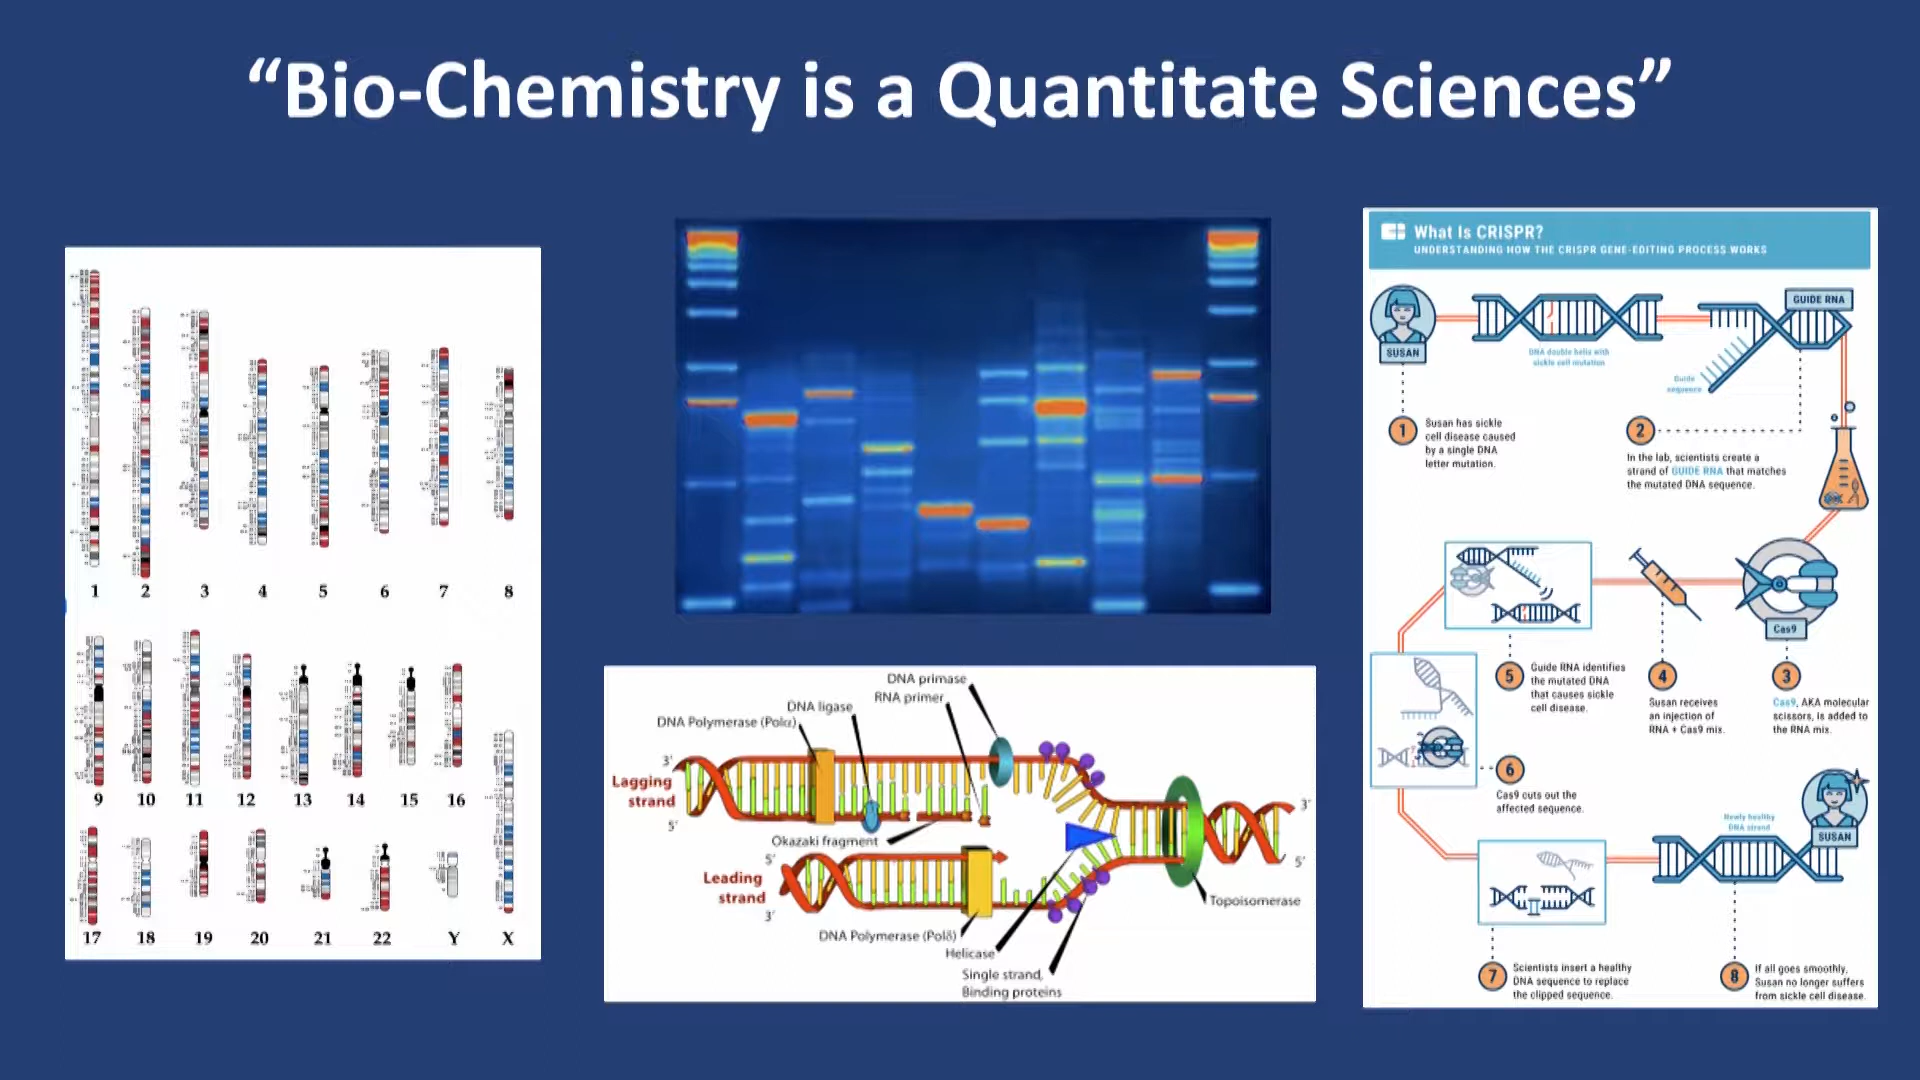 “Bio-Chemistry is a Quantitate Sciences”
1 2 3 4 5 6 7 8
9 10 11 12 13 14 15 16
17 18 19 20 21 22 Y X
DNA primase
RNA primer
DNA ligase
DNA Polymerase (Polα)
3'
Lagging
strand
5'
3'
Okazaki fragment
5'
Leading
strand
3'
5'
Topoisomerase
DNA Polymerase (Polδ)
Helicase
Single strand,
Binding proteins
What Is CRISPR?
UNDERSTANDING HOW THE CRISPR GENE-EDITING PROCESS WORKS
SUSAN
DNA double helix with
sickle cell mutation
GUIDE RNA
Guide
sequence
1
Susan has sickle
cell disease caused
by a single DNA
letter mutation.
2
In the lab, scientists create a
strand of GUIDE RNA that matches
the mutated DNA sequence.
Cas9
3
Cas9, AKA molecular
scissors, is added to
the RNA mix.
4
Susan receives
an injection of
RNA + Cas9 mix.
5
Guide RNA identifies
the mutated DNA
that causes sickle
cell disease.
6
Cas9 cuts out the
affected sequence.
7
Scientists insert a healthy
DNA sequence to replace
the clipped sequence.
Newly healthy
DNA strand
SUSAN
8
If all goes smoothly,
Susan no longer suffers
from sickle cell disease.